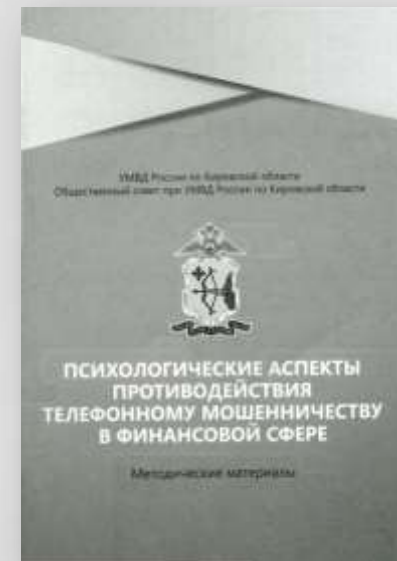 УМВД России по Кировской области
Общественный совет при УМВД России по Кировской области
ПСИХОЛОГИЧЕСКИЕ АСПЕКТЫ
ПРОТИВОДЕЙСТВИЯ
ТЕЛЕФОННОМУ МОШЕННИЧЕСТВУ
В ФИНАНСОВОЙ СФЕРЕ
Методические материалы